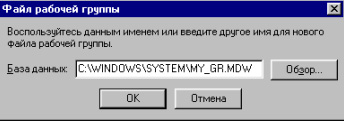 Файл рабочей группы
Воспользуйтесь данным именем или введите другое имя для нового
файла рабочей группы.
База данных: C:\WINDOWS\SYSTEM\MY_GR.MDW Обзор...
OK Отмена